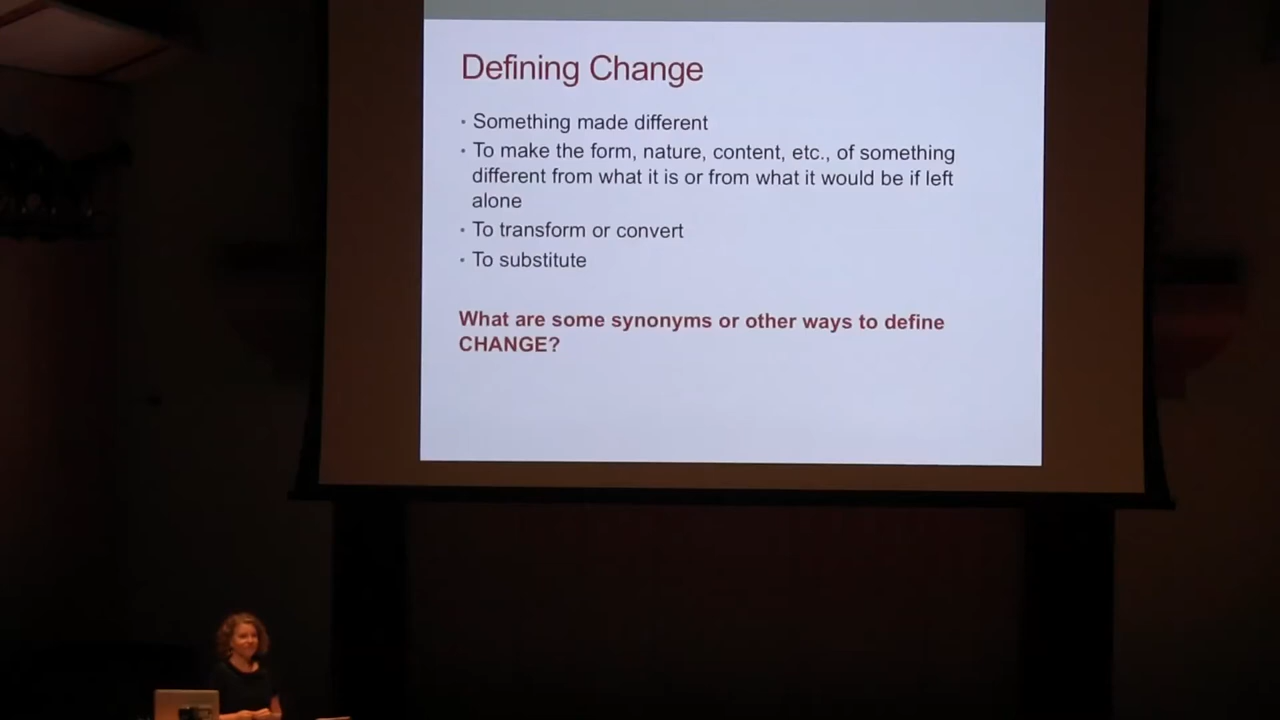 Defining Change
• Something made different
• To make the form, nature, content, etc., of something
different from what it is or from what it would be if left
alone
• To transform or convert
• To substitute
What are some synonyms or other ways to define
CHANGE?